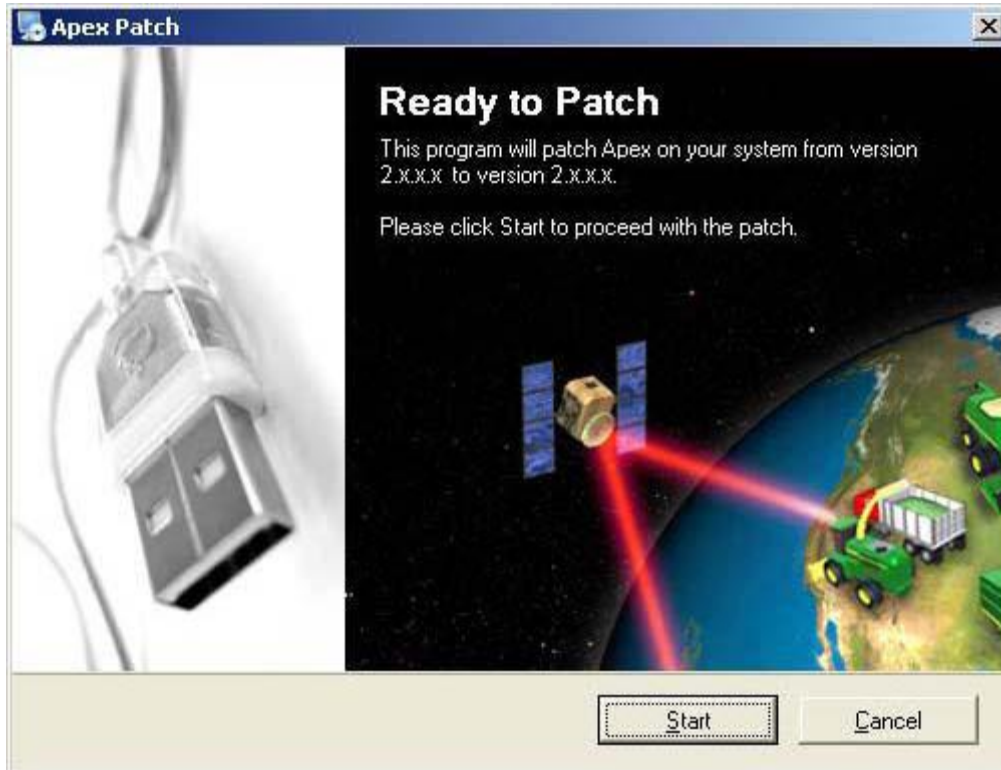 Apex Patch
Ready to Patch
This program will patch Apex on your system from version
2.x.x.x to version 2.x.x.x.
Please click Start to proceed with the patch.
Start
Cancel